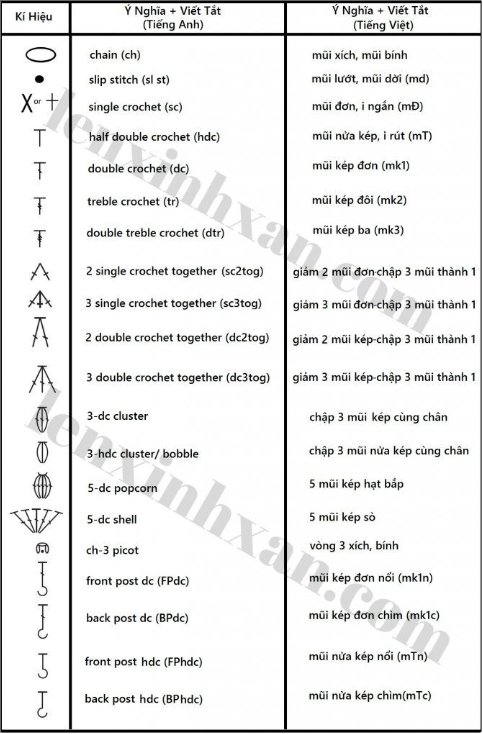 Kí Hiệu
Ý Nghĩa + Viết Tắt
(Tiếng Anh)
Ý Nghĩa + Viết Tắt
(Tiếng Việt)
chain (ch)
mũi xích, mũi bính
slip stitch (sl st)
mũi lướt, mũi dời (md)
or
single crochet (sc)
mũi đơn, i ngắn (mĐ)
half double crochet (hdc)
mũi nửa kép, i rút (mT)
double crochet (dc)
mũi kép đơn (mk1)
treble crochet (tr)
mũi kép đôi (mk2)
double treble crochet (dtr)
mũi kép ba (mk3)
2 single crochet together (sc2tog)
giảm 2 mũi đơn-chập 3 mũi thành 1
3 single crochet together (sc3tog)
giảm 3 mũi đơn-chập 3 mũi thành 1
2 double crochet together (dc2tog)
giảm 2 mũi kép-chập 3 mũi thành 1
3 double crochet together (dc3tog)
giảm 3 mũi kép-chập 3 mũi thành 1
3-dc cluster
chập 3 mũi kép cùng chân
3-hdc cluster/ bobble
chập 3 mũi nửa kép cùng chân
5-dc popcorn
5 mũi kép hạt bắp
5-dc shell
5 mũi kép sò
ch-3 picot
vòng 3 xích, bính
front post dc (FPdc)
mũi kép đơn nổi (mk1n)
back post dc (BPdc)
mũi kép đơn chìm (mk1c)
front post hdc (FPhdc)
mũi nửa kép nổi (mTn)
back post hdc (BPhdc)
mũi nửa kép chìm(mTc)
lenxinhxan.com
lenxinhxan.com